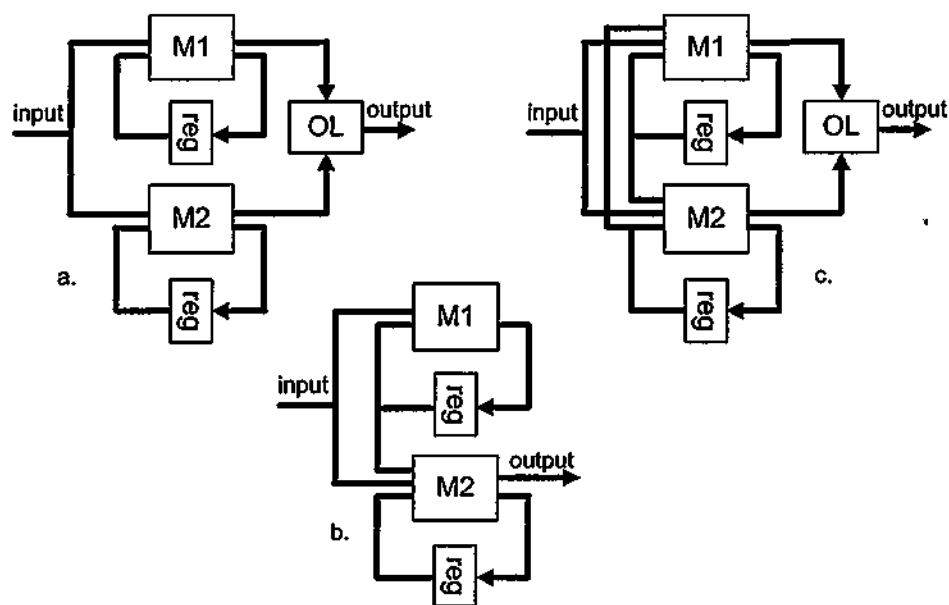 M1
input
reg
OL
output
M2
a.
reg
M1
input
reg
OL
output
M2
c.
reg
M1
input
reg
output
M2
b.
reg